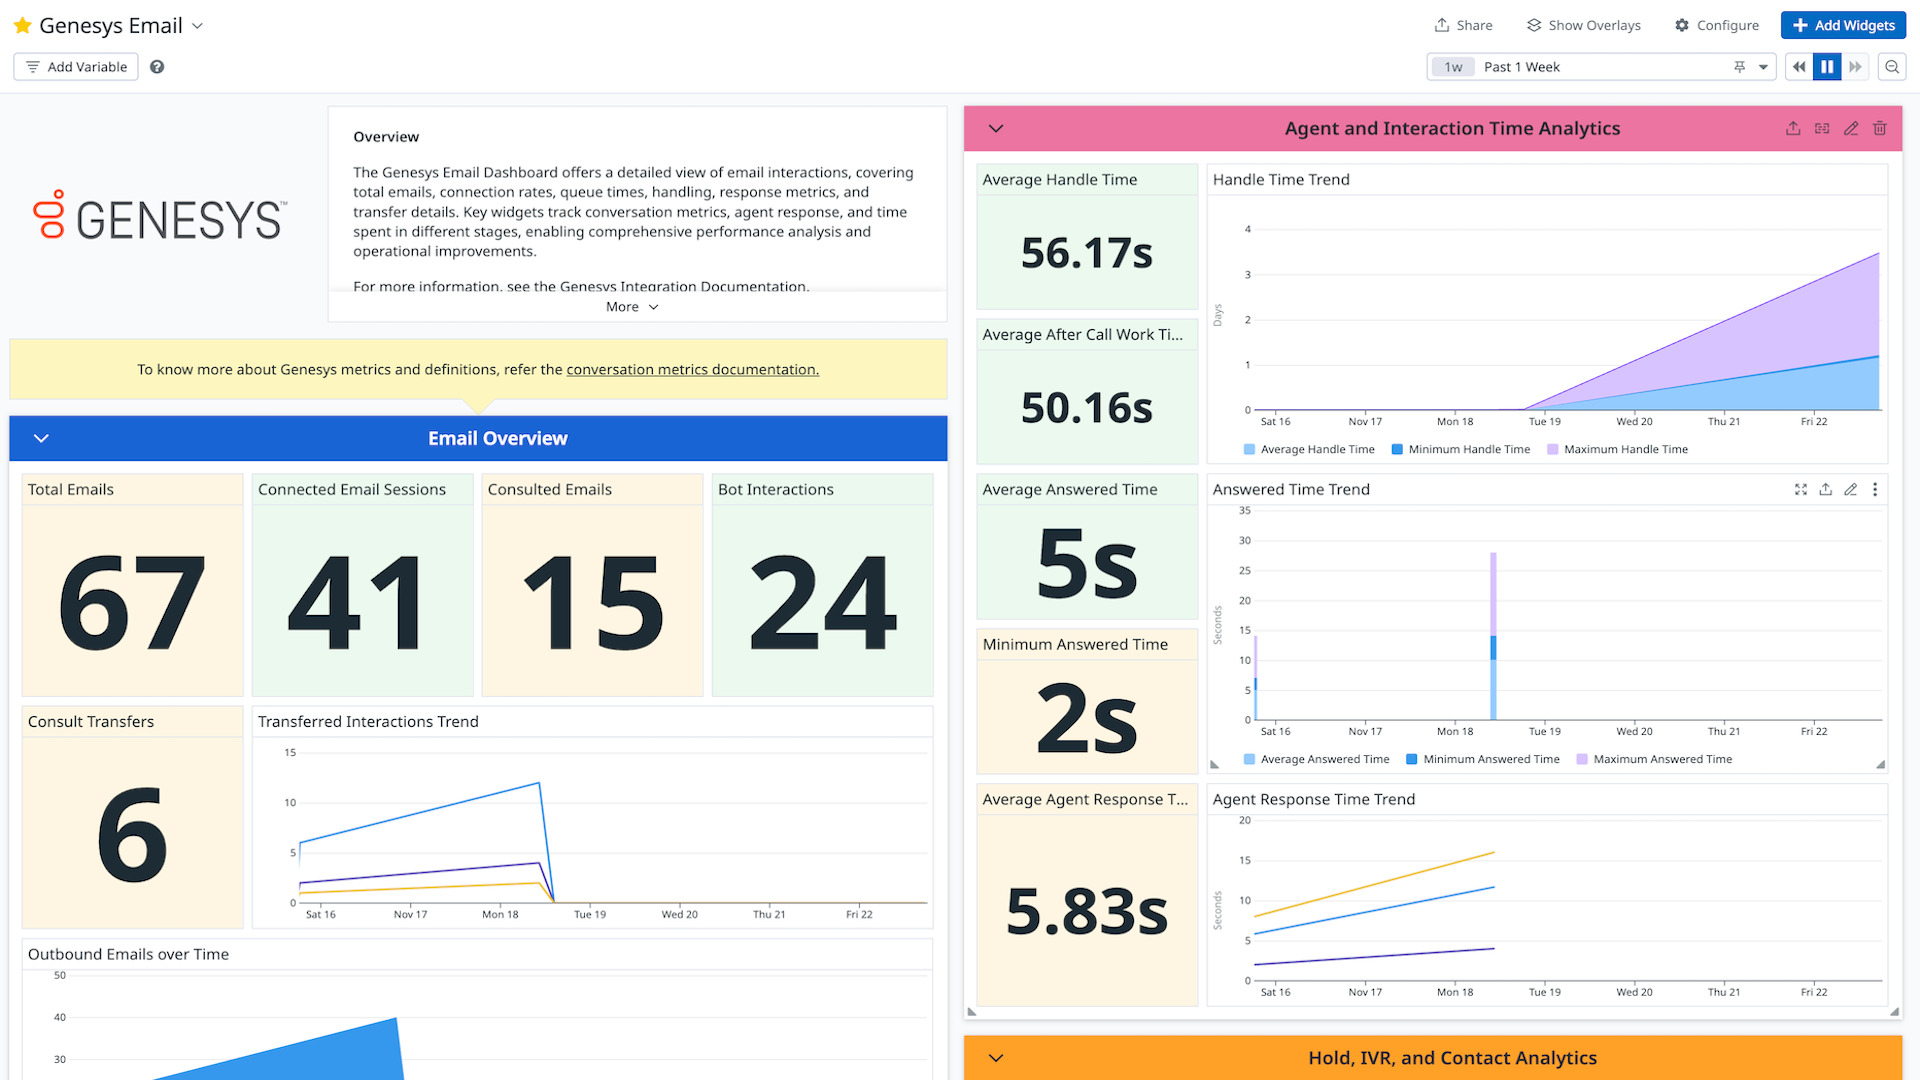 Genesys Email
Share
Show Overlays
Configure
Add Widgets
Add Variable
1w
Past 1 Week
GENESYS™
Overview
The Genesys Email Dashboard offers a detailed view of email interactions, covering
total emails, connection rates, queue times, handling, response metrics, and
transfer details. Key widgets track conversation metrics, agent response, and time
spent in different stages, enabling comprehensive performance analysis and
operational improvements.
For more information, see the Genesys Integration Documentation.
More
To know more about Genesys metrics and definitions, refer the conversation metrics documentation.
Email Overview
Total Emails
67
Connected Email Sessions
41
Consulted Emails
15
Bot Interactions
24
Consult Transfers
6
Transferred Interactions Trend
15
10
5
0
Sat 16 Nov 17 Mon 18 Tue 19 Wed 20 Thu 21 Fri 22
Outbound Emails over Time
50
40
30
Agent and Interaction Time Analytics
Average Handle Time
56.17s
Handle Time Trend
Days
4
3
2
1
0
Sat 16 Nov 17 Mon 18 Tue 19 Wed 20 Thu 21 Fri 22
Average Handle Time Minimum Handle Time Maximum Handle Time
Average After Call Work Ti...
50.16s
Average Answered Time
5s
Answered Time Trend
Seconds
35
30
25
20
15
10
5
0
Sat 16 Nov 17 Mon 18 Tue 19 Wed 20 Thu 21 Fri 22
Average Answered Time Minimum Answered Time Maximum Answered Time
Minimum Answered Time
2s
Average Agent Response T...
5.83s
Agent Response Time Trend
Seconds
20
15
10
5
0
Sat 16 Nov 17 Mon 18 Tue 19 Wed 20 Thu 21 Fri 22
Hold, IVR, and Contact Analytics